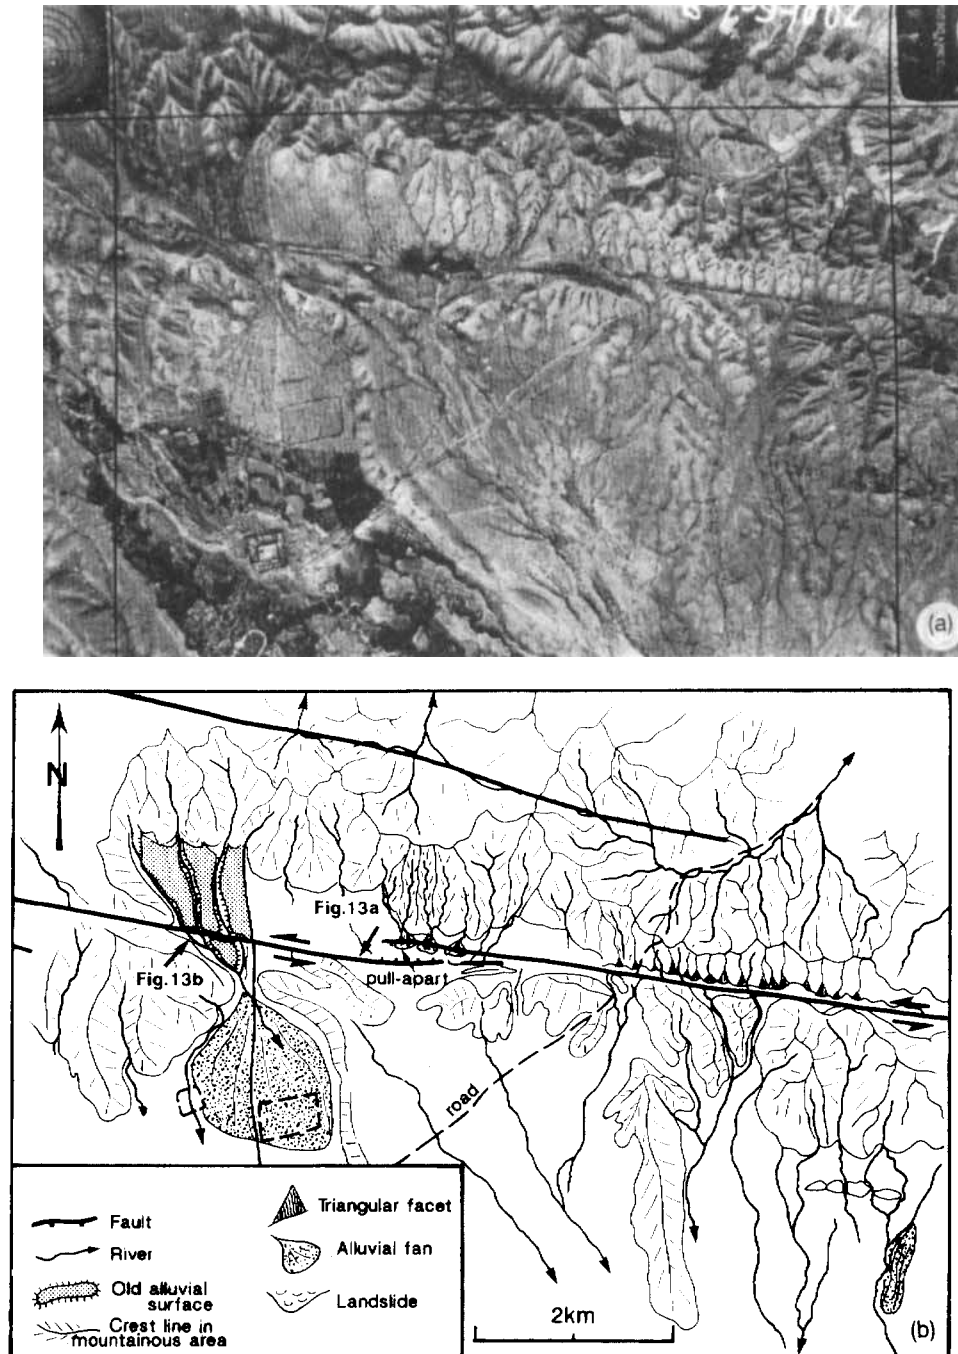 (a)
N
Fig.13a
Fig.13b
pull-apart
road
Fault
River
Old alluvial
surface
Crest line in
mountainous area
Triangular facet
Alluvial fan
Landslide
2km
(b)